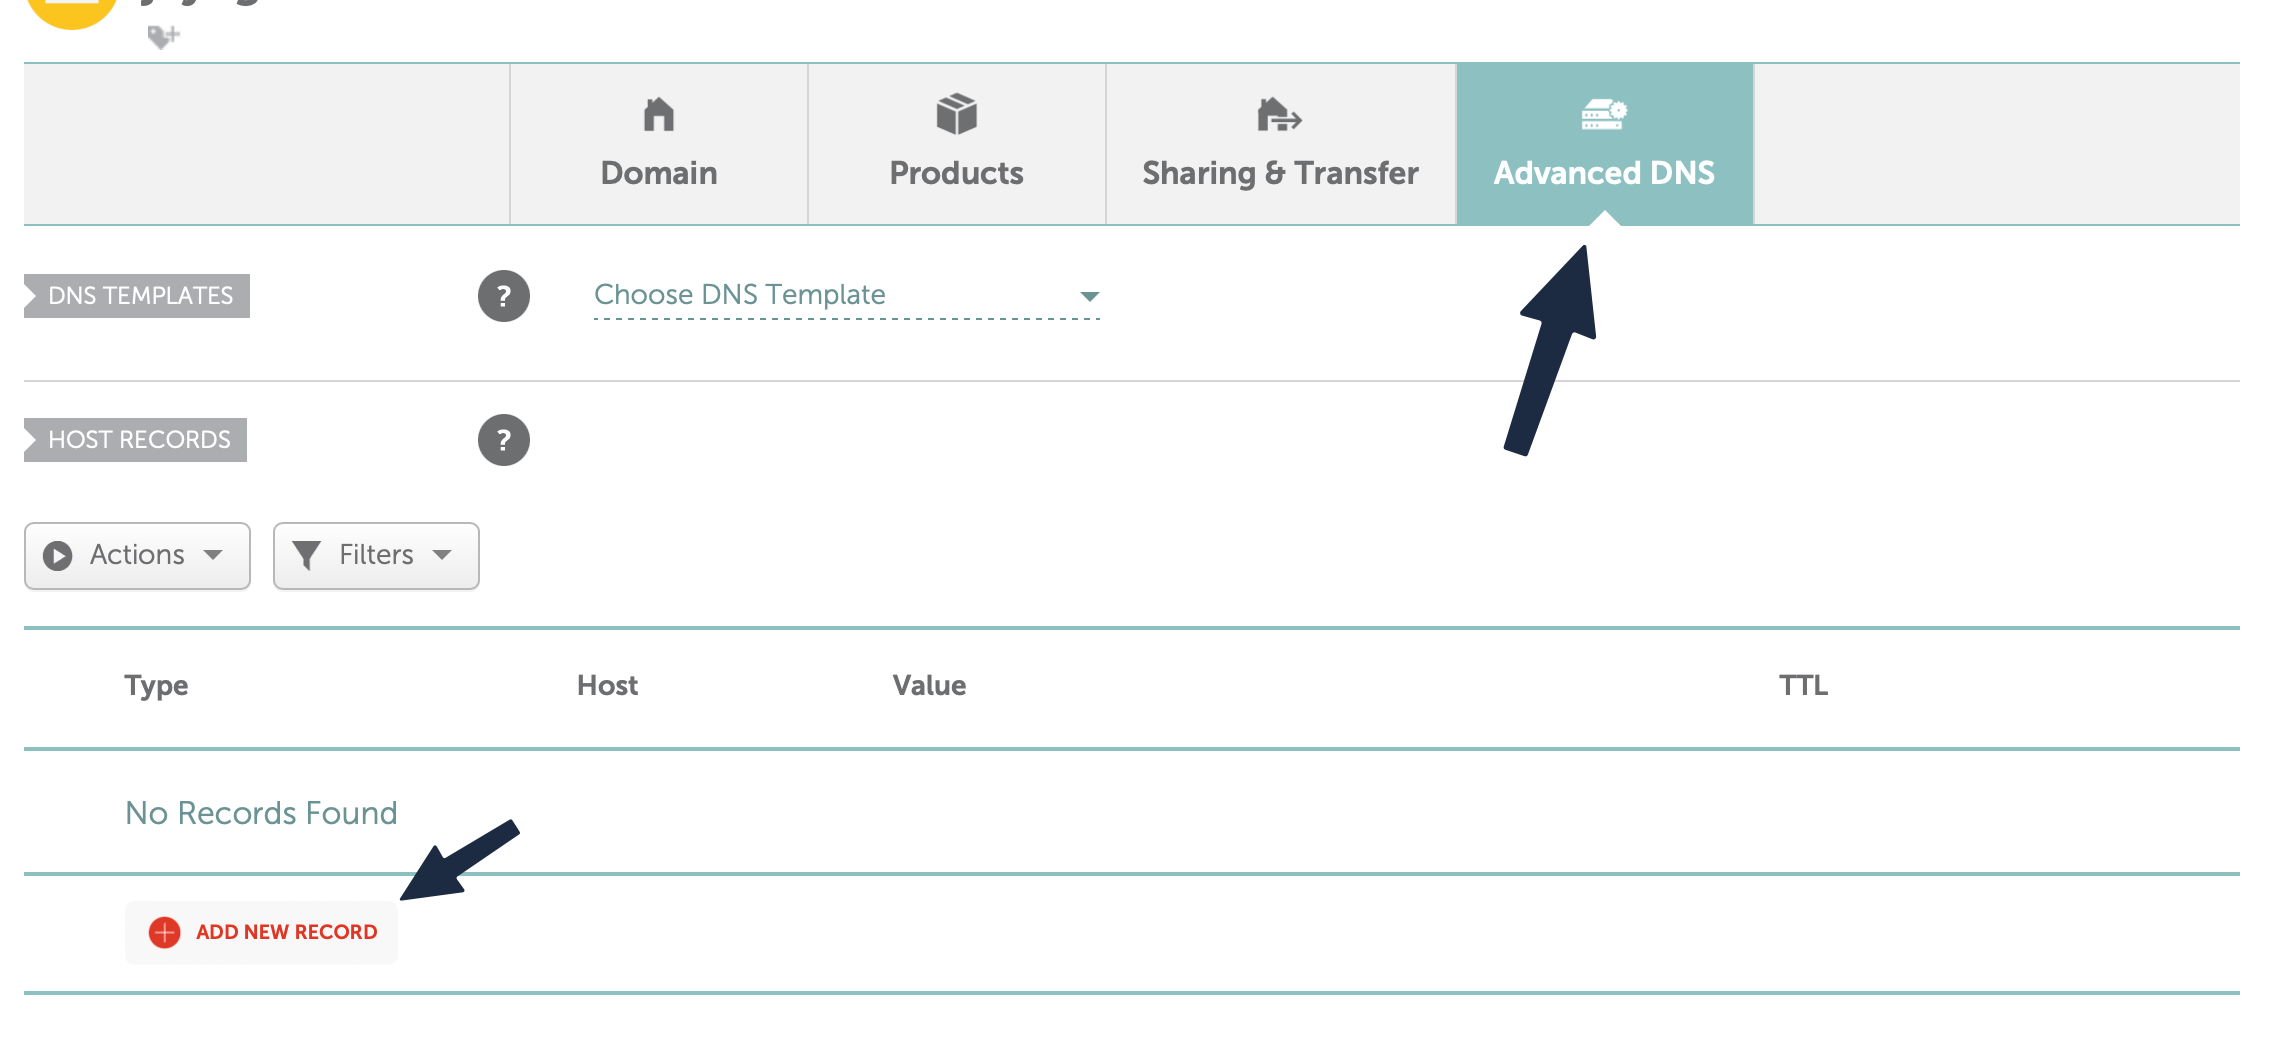 Domain
Products
Sharing & Transfer
Advanced DNS
DNS TEMPLATES
?
Choose DNS Template
HOST RECORDS
?
Actions
Filters
Type Host Value TTL
No Records Found
ADD NEW RECORD